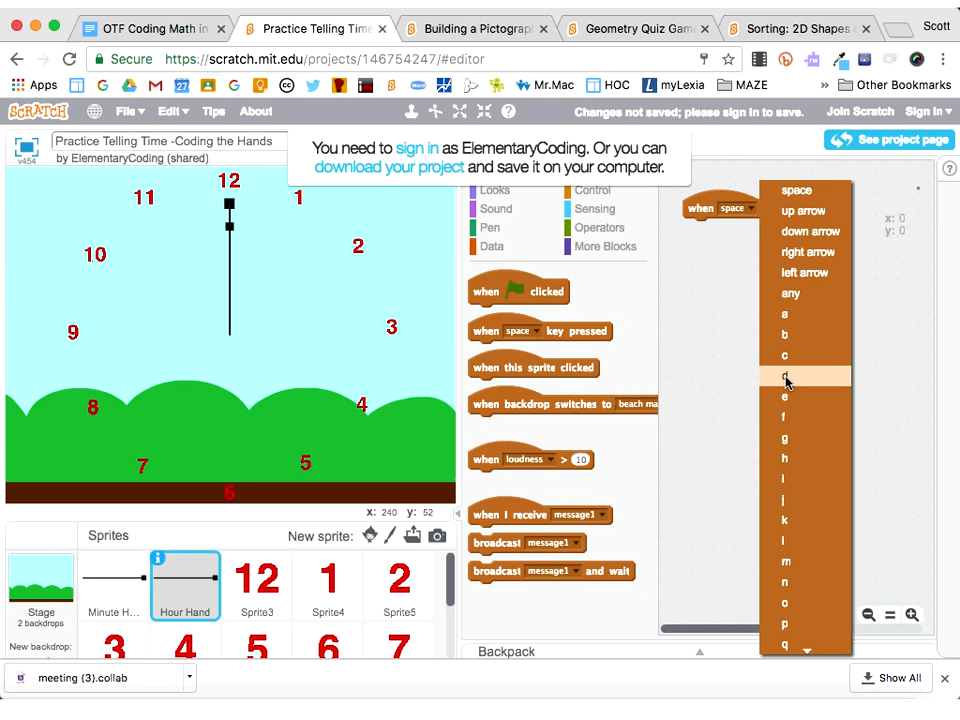 OTF Coding Math in
Practice Telling Time
Building a Pictograp
Geometry Quiz Gam
Sorting: 2D Shapes
Scott
Secure
https://scratch.mit.edu/projects/146754247/#editor
Apps
HOC
Mr.Mac
myLexia
MAZE
Other Bookmarks
SCRATCH
File
Edit
Tips
About
Changes not saved; please sign in to save.
Join Scratch
Sign in
v454
Practice Telling Time -Coding the Hands
by ElementaryCoding (shared)
You need to sign in as ElementaryCoding. Or you can
download your project and save it on your computer.
See project page
12
11
1
10
2
9
3
8
4
7
5
6
x: 240 y: 52
Looks
Control
Sound
Sensing
Pen
Operators
Data
More Blocks
when clicked
when space key pressed
when this sprite clicked
when backdrop switches to beach ma
when loudness > 10
when I receive message1
broadcast message1
broadcast message1 and wait
when space
space
up arrow
down arrow
right arrow
left arrow
any
a
b
c
d
e
f
g
h
i
j
k
l
m
n
o
p
q
x: 0
y: 0
Sprites
New sprite:
Stage
2 backdrops
New backdrop:
Minute H...
Hour Hand
12
Sprite3
1
Sprite4
2
Sprite5
3
4
5
6
7
Backpack
meeting (3).collab
Show All